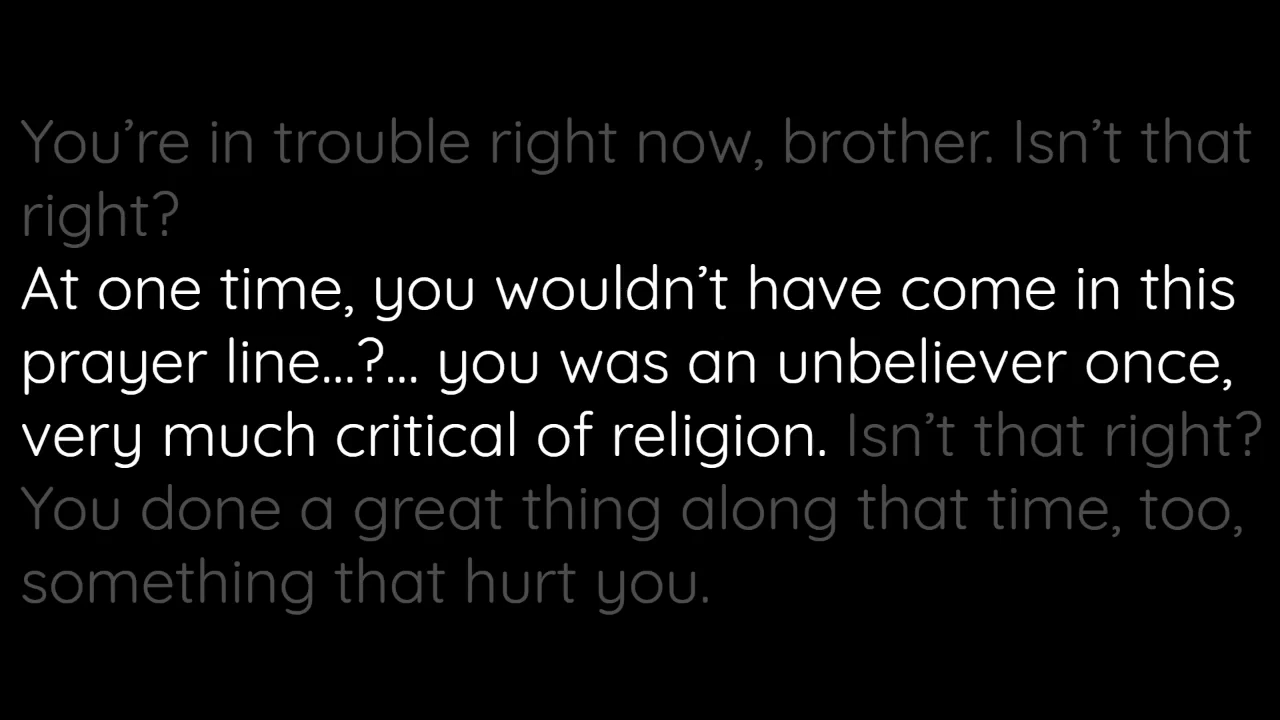 You’re in trouble right now, brother. Isn’t that
right?
At one time, you wouldn’t have come in this
prayer line...?... you was an unbeliever once,
very much critical of religion. Isn’t that right?
You done a great thing along that time, too,
something that hurt you.